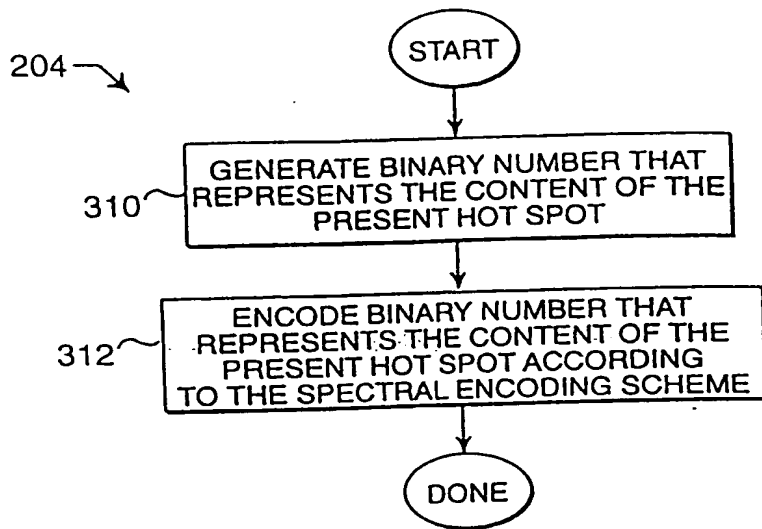 START
204
GENERATE BINARY NUMBER THAT
REPRESENTS THE CONTENT OF THE
PRESENT HOT SPOT
310
ENCODE BINARY NUMBER THAT
REPRESENTS THE CONTENT OF THE
PRESENT HOT SPOT ACCORDING
TO THE SPECTRAL ENCODING SCHEME
312
DONE